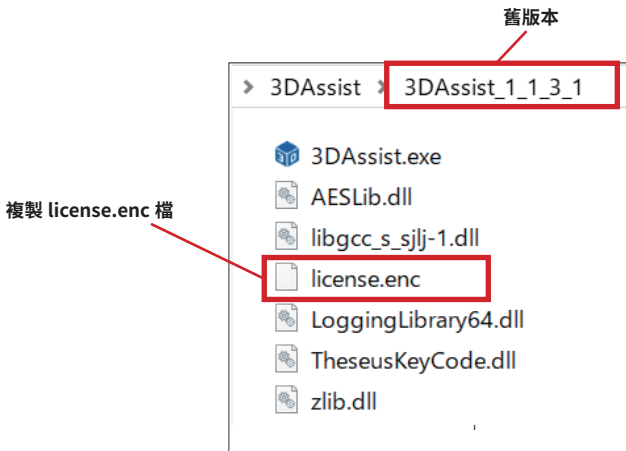 舊版本
> 3DAssist > 3DAssist_1_1_3_1
3DAssist.exe
AESLib.dll
libgcc_s_sjlj-1.dll
複製 license.enc 檔
license.enc
LoggingLibrary64.dll
TheseusKeyCode.dll
zlib.dll